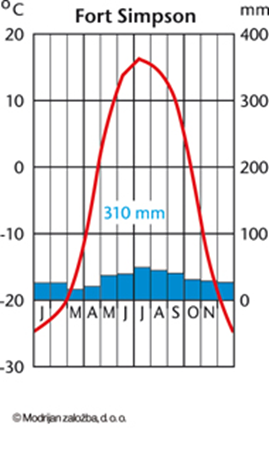 °C Fort Simpson mm
20 400
10 300
0 200
310 mm
-10 100
-20 0
J M A M J J A S O N
-30
© Modrijan založba, d. o. o.